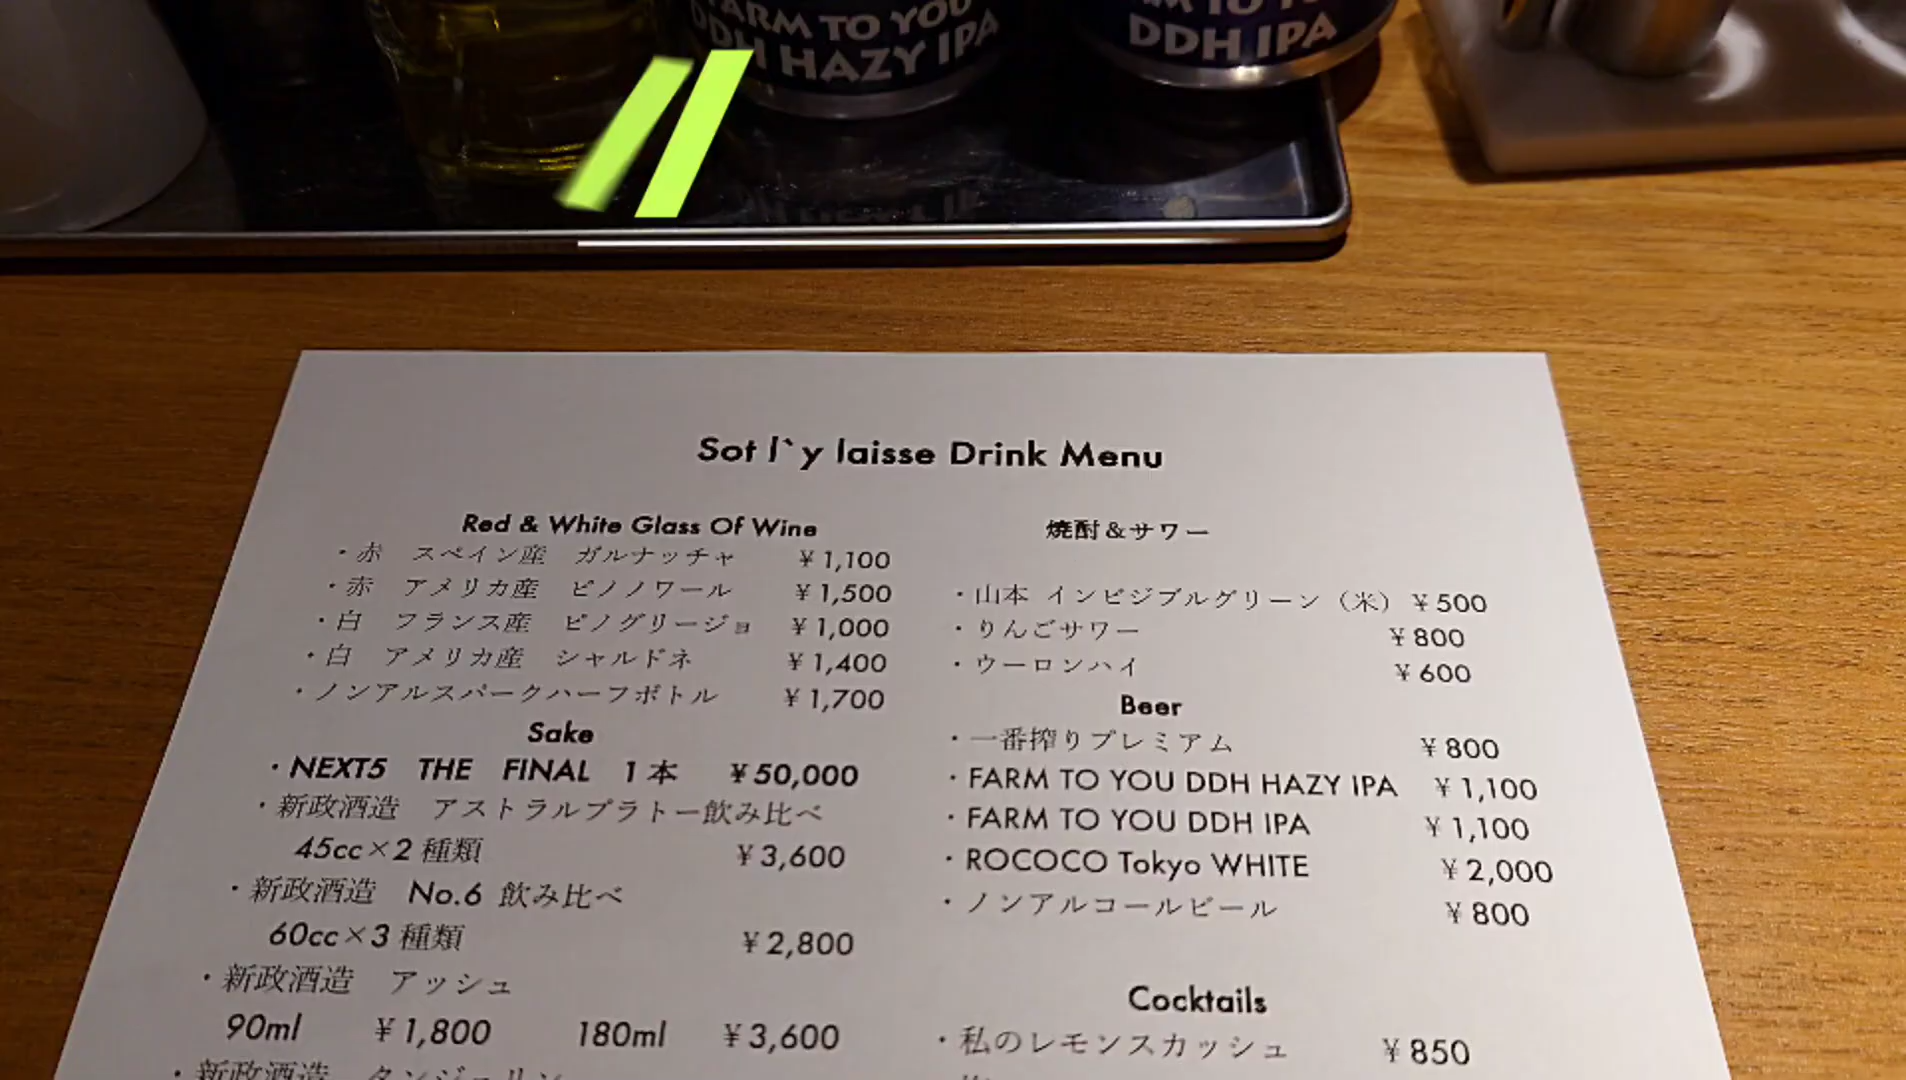 FARM TO YOU
DDH HAZY IPA
DDH IPA
Sot l`y laisse Drink Menu
Red & White Glass Of Wine
・赤　スペイン産　ガルナッチャ　¥1,100
・赤　アメリカ産　ピノノワール　¥1,500
・白　フランス産　ピノグリージョ　¥1,000
・白　アメリカ産　シャルドネ　¥1,400
・ノンアルスパークハーフボトル　¥1,700
Sake
・NEXT5　THE　FINAL　1本　¥50,000
・新政酒造　アストラルプラトー飲み比べ
45cc×2種類　¥3,600
・新政酒造　No.6 飲み比べ
60cc×3種類　¥2,800
・新政酒造　アッシュ
90ml　¥1,800　180ml　¥3,600
・新政酒造　タンジェリン
焼酎&サワー
・山本 インビジブルグリーン（米） ¥500
・りんごサワー　¥800
・ウーロンハイ　¥600
Beer
・一番搾りプレミアム　¥800
・FARM TO YOU DDH HAZY IPA　¥1,100
・FARM TO YOU DDH IPA　¥1,100
・ROCOCO Tokyo WHITE　¥2,000
・ノンアルコールビール　¥800
Cocktails
・私のレモンスカッシュ　¥850